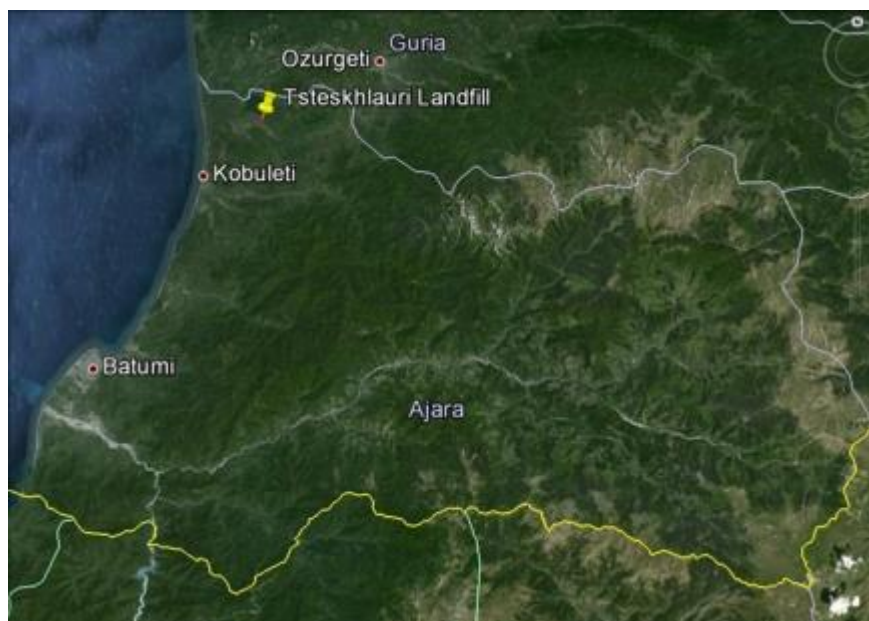 Guria
Ozurgeti
Tsteskhlauri Landfill
Kobuleti
Batumi
Ajara